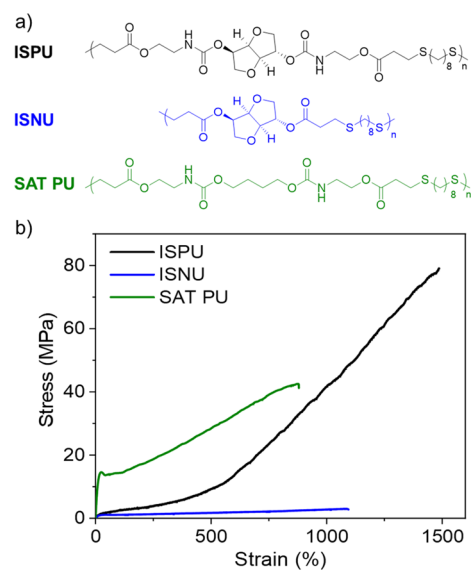 a)
ISPU
O O H N O O H O O H O O N H O O O S 8 S n
ISNU
O O H O O H O O S 8 S n
SAT PU
O O H N O O O O N H O O S 8 S n
b)
80
60
40
20
0
Stress (MPa)
ISPU
ISNU
SAT PU
0 500 1000 1500
Strain (%)